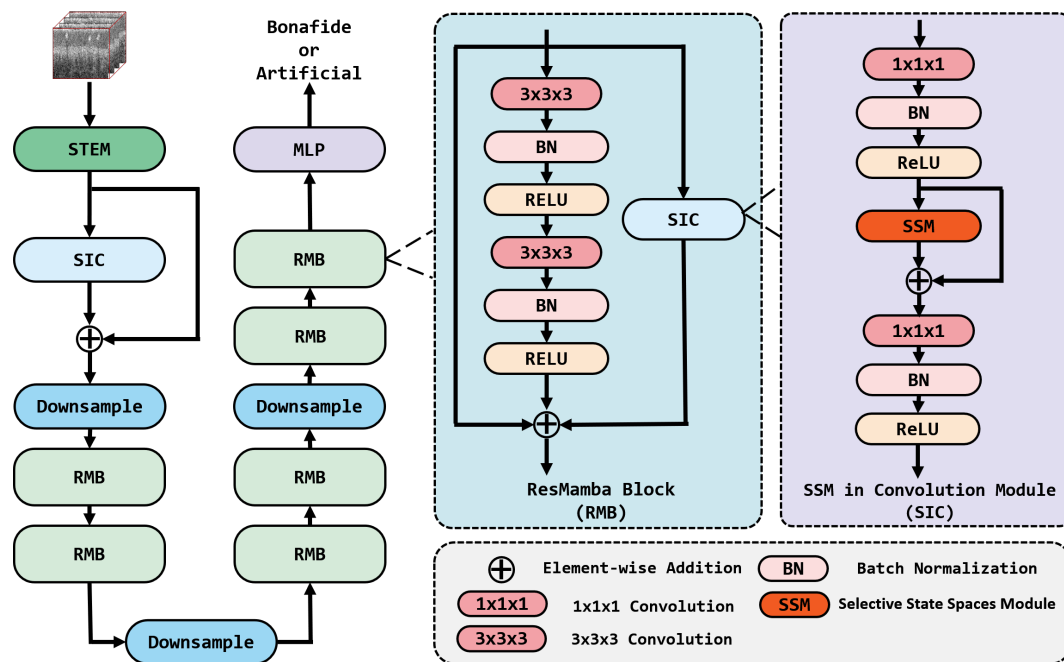 STEM
SIC
Downsample
RMB
RMB
Downsample
Bonafide
or
Artificial
MLP
RMB
RMB
Downsample
RMB
RMB
3x3x3
BN
RELU
3x3x3
BN
RELU
SIC
ResMamba Block
(RMB)
1x1x1
BN
ReLU
SSM
1x1x1
BN
ReLU
SSM in Convolution Module
(SIC)
Element-wise Addition
BN Batch Normalization
1x1x1 1x1x1 Convolution
SSM Selective State Spaces Module
3x3x3 3x3x3 Convolution